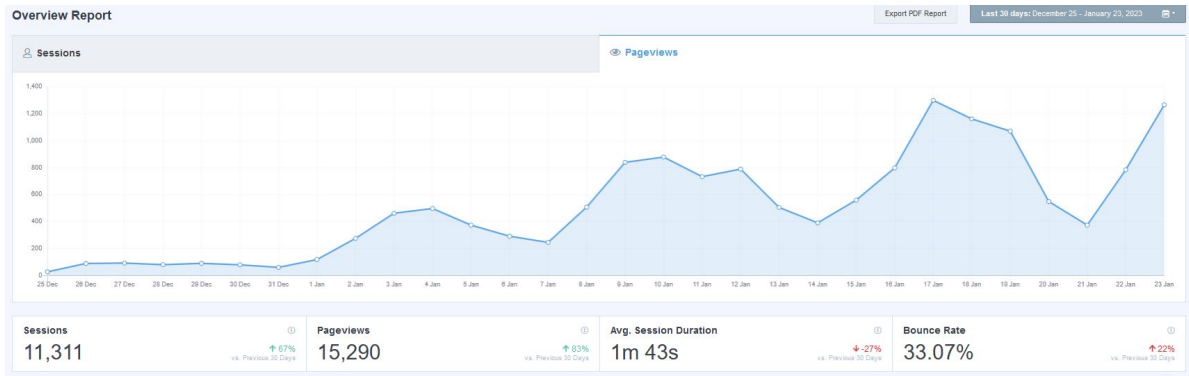 Overview Report
Export PDF Report
Last 30 days: December 25 - January 23, 2023
Sessions
Pageviews
1,400
1,200
1,000
800
600
400
200
0
25 Dec 26 Dec 27 Dec 28 Dec 29 Dec 30 Dec 31 Dec 1 Jan 2 Jan 3 Jan 4 Jan 5 Jan 6 Jan 7 Jan 8 Jan 9 Jan 10 Jan 11 Jan 12 Jan 13 Jan 14 Jan 15 Jan 16 Jan 17 Jan 18 Jan 19 Jan 20 Jan 21 Jan 22 Jan 23 Jan
Sessions
11,311
67%
vs. Previous 30 Days
Pageviews
15,290
83%
vs. Previous 30 Days
Avg. Session Duration
1m 43s
-27%
vs. Previous 30 Days
Bounce Rate
33.07%
22%
vs. Previous 30 Days